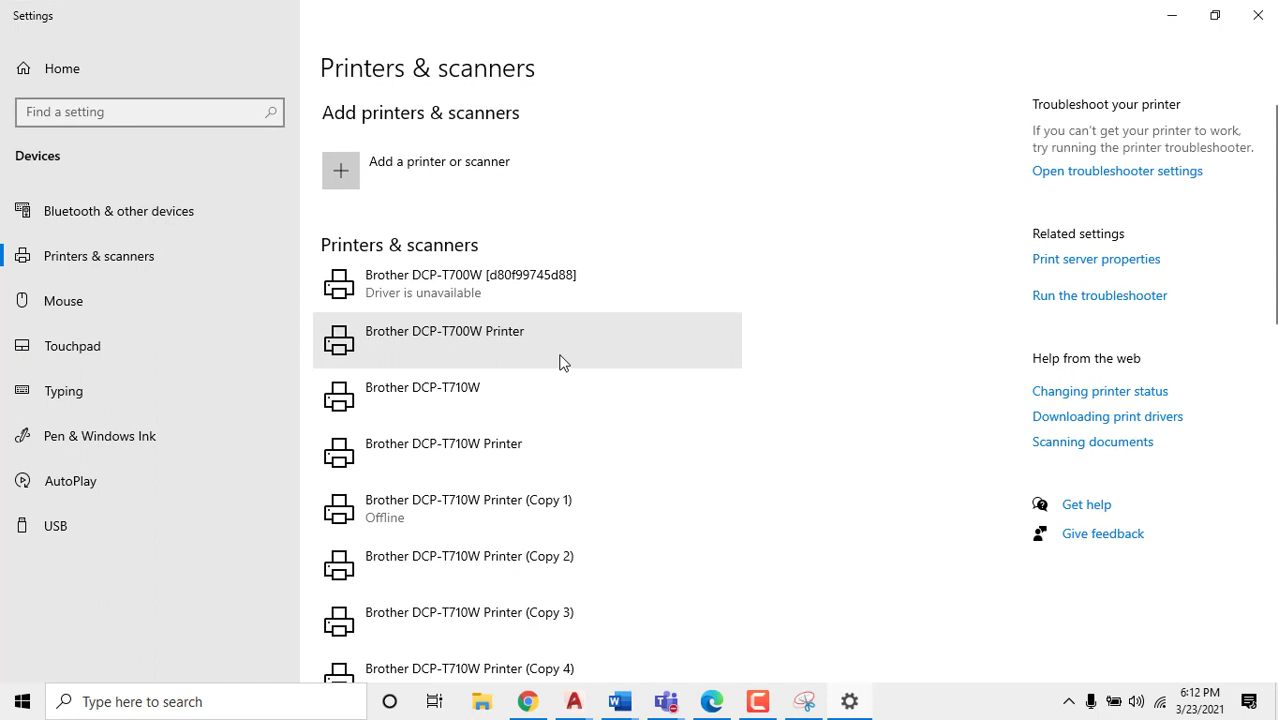 Settings
Home
Find a setting
Devices
Bluetooth & other devices
Printers & scanners
Mouse
Touchpad
Typing
Pen & Windows Ink
AutoPlay
USB
Printers & scanners
Add printers & scanners
Add a printer or scanner
Printers & scanners
Brother DCP-T700W [d80f99745d88]
Driver is unavailable
Brother DCP-T700W Printer
Brother DCP-T710W
Brother DCP-T710W Printer
Brother DCP-T710W Printer (Copy 1)
Offline
Brother DCP-T710W Printer (Copy 2)
Brother DCP-T710W Printer (Copy 3)
Brother DCP-T710W Printer (Copy 4)
Troubleshoot your printer
If you can't get your printer to work,
try running the printer troubleshooter.
Open troubleshooter settings
Related settings
Print server properties
Run the troubleshooter
Help from the web
Changing printer status
Downloading print drivers
Scanning documents
Get help
Give feedback
Type here to search
6:12 PM
3/23/2021